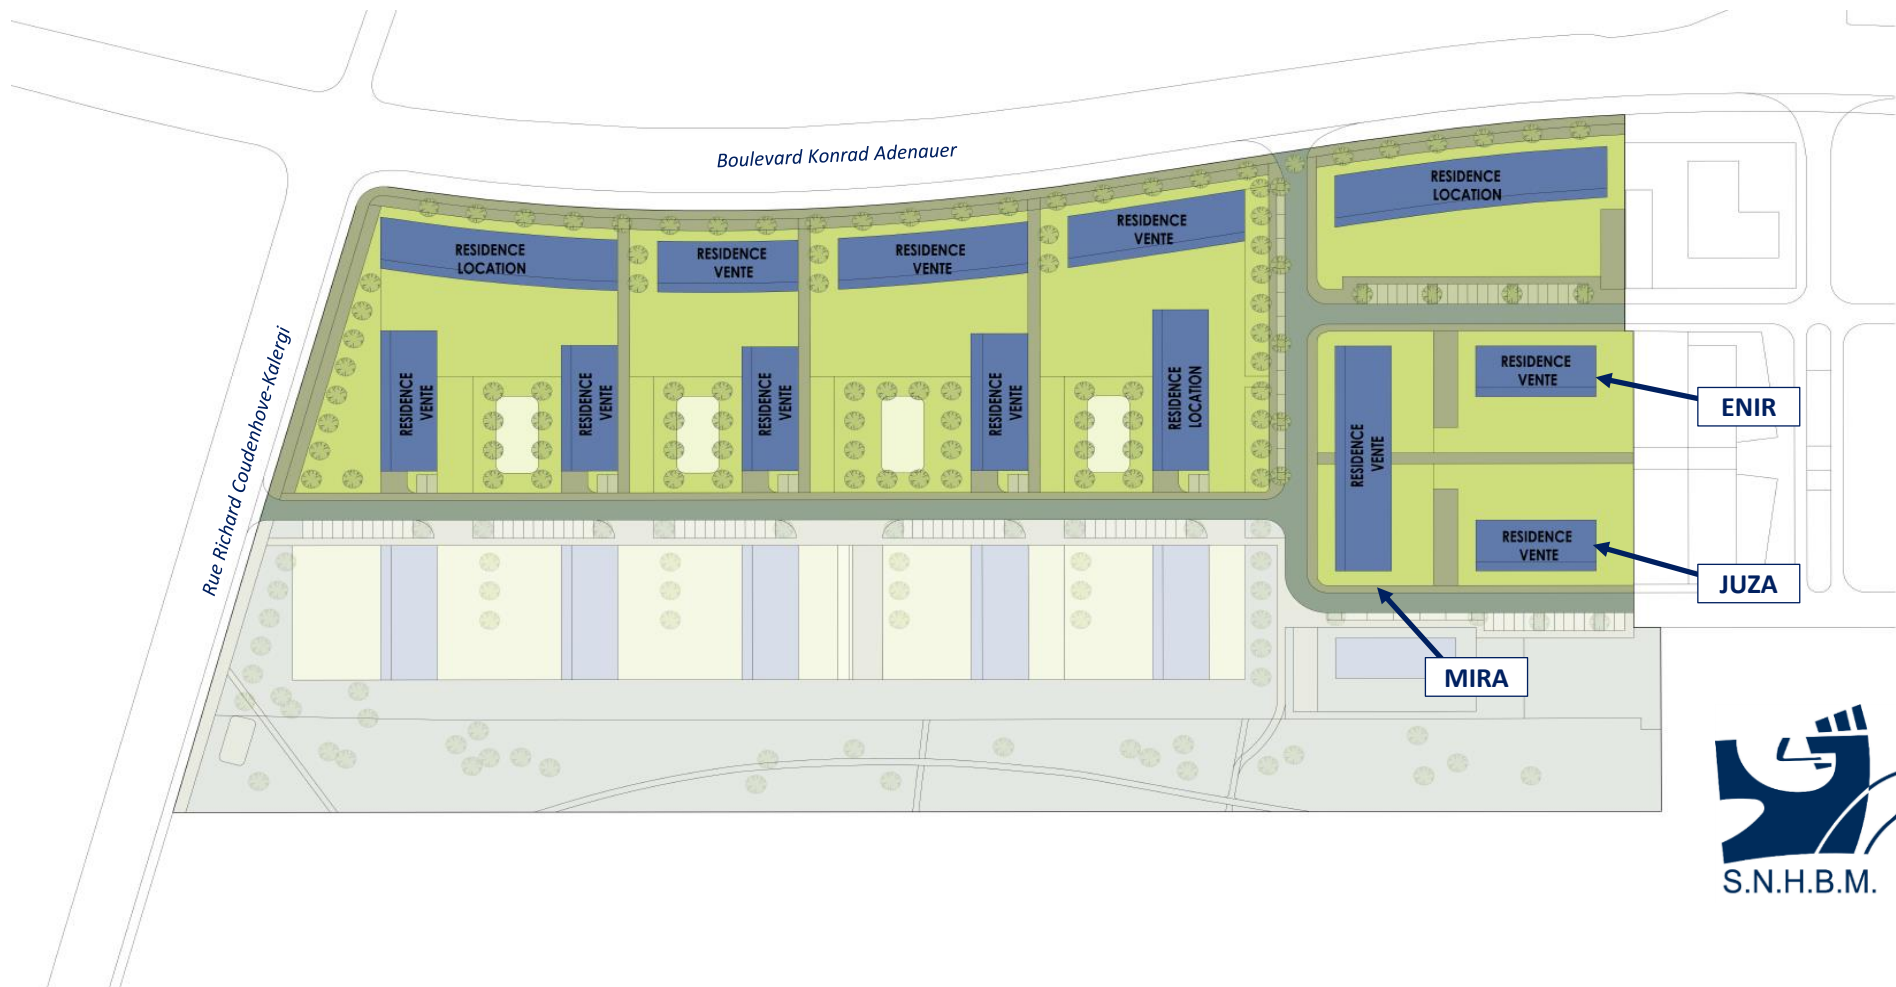 Boulevard Konrad Adenauer
RESIDENCE
LOCATION
RESIDENCE
VENTE
RESIDENCE
VENTE
RESIDENCE
VENTE
RESIDENCE
LOCATION
Rue Richard Coudenhove-Kalergi
RESIDENCE
VENTE
RESIDENCE
VENTE
RESIDENCE
VENTE
RESIDENCE
VENTE
RESIDENCE
LOCATION
RESIDENCE
VENTE
RESIDENCE
VENTE
ENIR
RESIDENCE
VENTE
JUZA
MIRA
S.N.H.B.M.